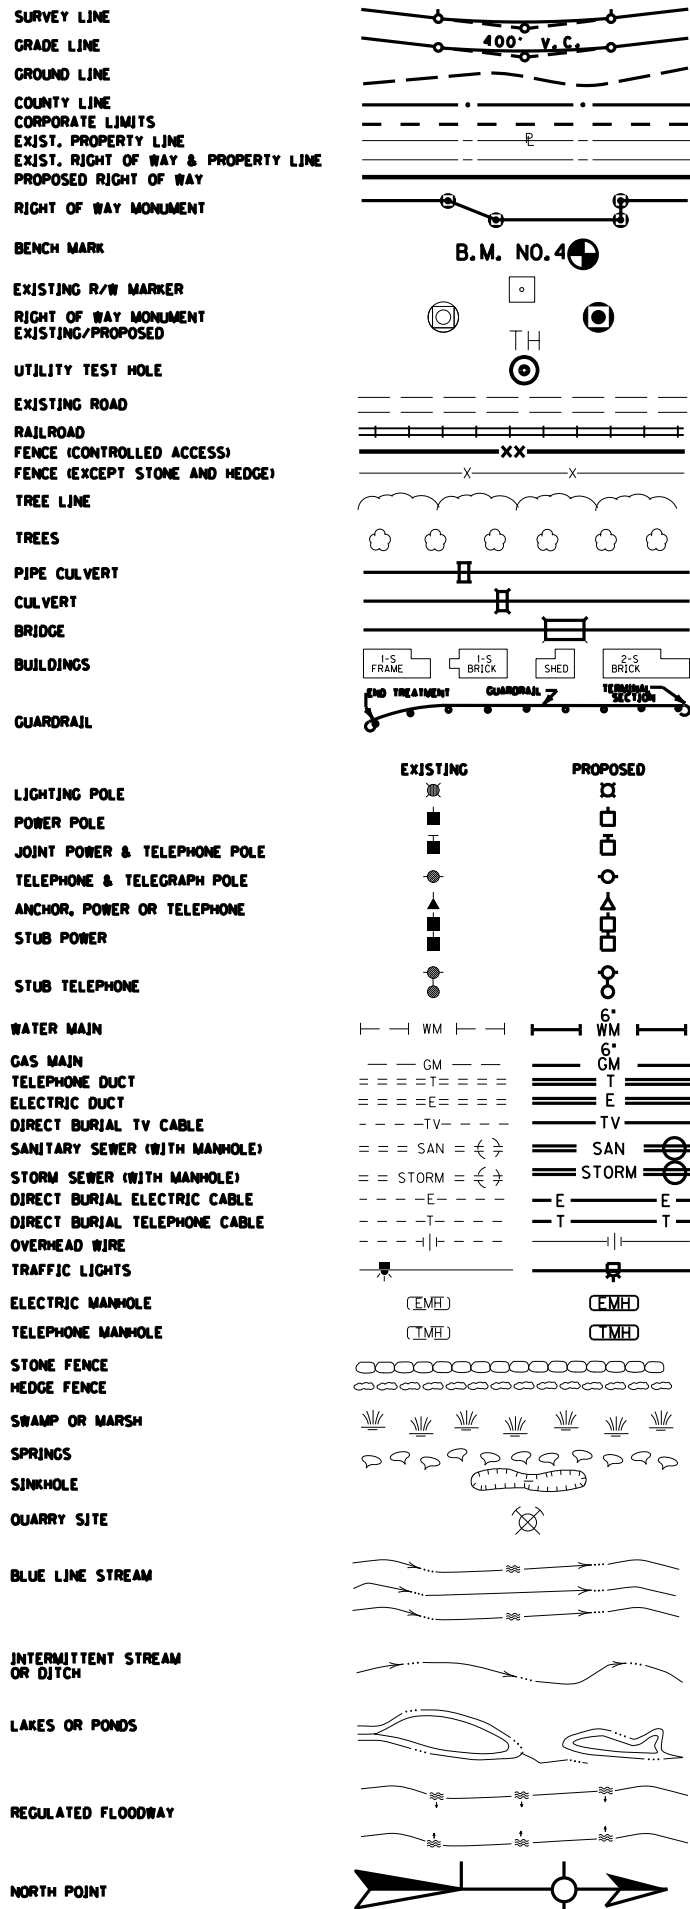 SURVEY LINE
GRADE LINE 400' V.C.
GROUND LINE
COUNTY LINE
CORPORATE LIMITS
EXIST. PROPERTY LINE PL
EXIST. RIGHT OF WAY & PROPERTY LINE
PROPOSED RIGHT OF WAY
RIGHT OF WAY MONUMENT
BENCH MARK B.M. NO. 4
EXISTING R/W MARKER
RIGHT OF WAY MONUMENT
EXISTING/PROPOSED
TH
UTILITY TEST HOLE
EXISTING ROAD
RAILROAD
FENCE (CONTROLLED ACCESS) XX
FENCE (EXCEPT STONE AND HEDGE) X X
TREE LINE
TREES
PIPE CULVERT
CULVERT
BRIDGE
BUILDINGS
1-S FRAME
1-S BRICK
SHED
2-S BRICK
END TREATMENT GUARDRAIL TERMINAL SECTION
GUARDRAIL
EXISTING PROPOSED
LIGHTING POLE
POWER POLE
JOINT POWER & TELEPHONE POLE
TELEPHONE & TELEGRAPH POLE
ANCHOR, POWER OR TELEPHONE
STUB POWER
STUB TELEPHONE
6"
WATER MAIN WM WM
6"
GAS MAIN GM GM
TELEPHONE DUCT T T
ELECTRIC DUCT E E
DIRECT BURIAL TV CABLE TV TV
SANITARY SEWER (WITH MANHOLE) SAN SAN
STORM SEWER (WITH MANHOLE) STORM STORM
DIRECT BURIAL ELECTRIC CABLE E E E
DIRECT BURIAL TELEPHONE CABLE T T T
OVERHEAD WIRE
TRAFFIC LIGHTS
ELECTRIC MANHOLE EMH EMH
TELEPHONE MANHOLE TMH TMH
STONE FENCE
HEDGE FENCE
SWAMP OR MARSH
SPRINGS
SINKHOLE
QUARRY SITE
BLUE LINE STREAM
INTERMITTENT STREAM
OR DITCH
LAKES OR PONDS
REGULATED FLOODWAY
NORTH POINT